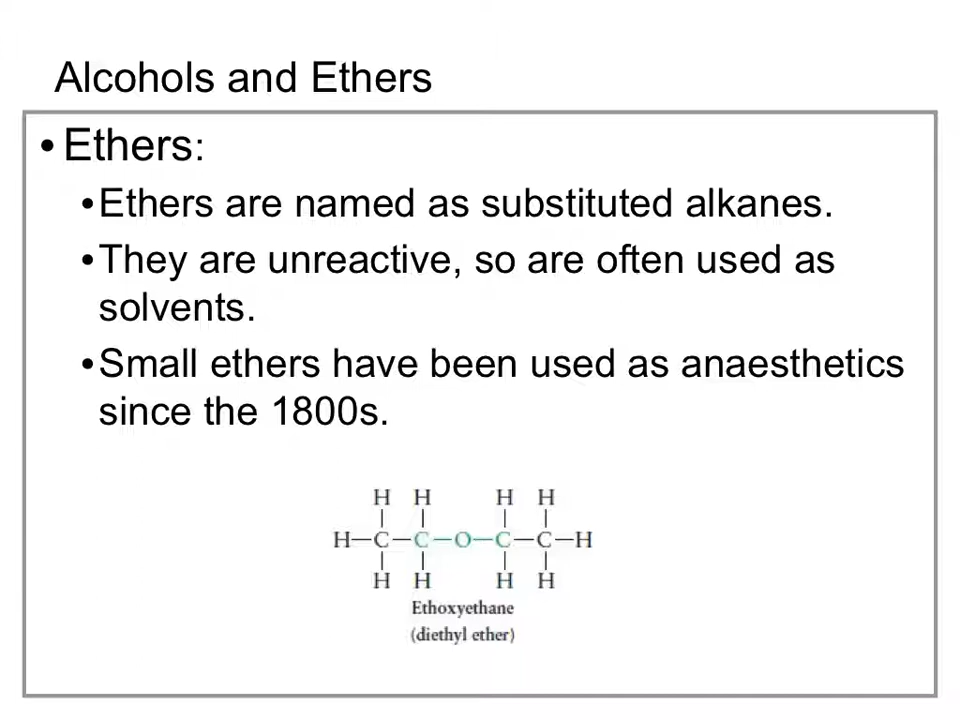 Alcohols and Ethers
• Ethers:
•Ethers are named as substituted alkanes.
•They are unreactive, so are often used as
solvents.
•Small ethers have been used as anaesthetics
since the 1800s.
H H H H
H—C—C—O—C—C—H
H H H H
Ethoxyethane
(diethyl ether)